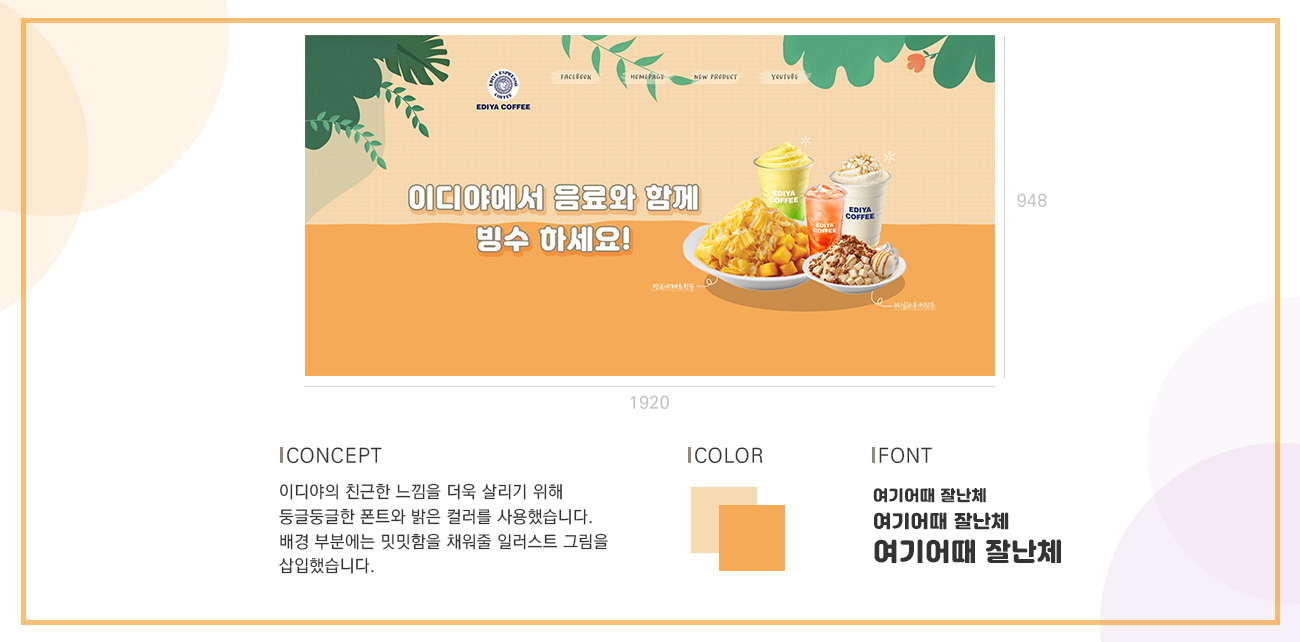 EDIYA ESPRESSO
COFFEE
EDIYA COFFEE
FACEBOOK
HOMEPAGE
NEW PRODUCT
YOUTUBE
이디야에서 음료와 함께
빙수 하세요!
EDIYA
COFFEE
EDIYA
COFFEE
EDIYA
COFFEE
948
1920
CONCEPT
이디야의 친근한 느낌을 더욱 살리기 위해
둥글둥글한 폰트와 밝은 컬러를 사용했습니다.
배경 부분에는 밋밋함을 채워줄 일러스트 그림을
삽입했습니다.
COLOR
FONT
여기어때 잘난체
여기어때 잘난체
여기어때 잘난체